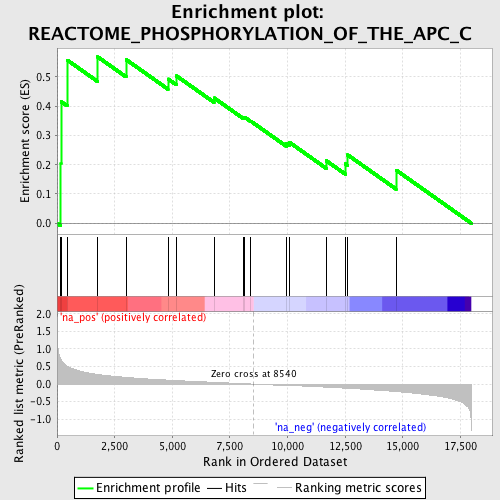 Enrichment plot:
REACTOME_PHOSPHORYLATION_OF_THE_APC_C
Enrichment score (ES)
0.5
0.4
0.3
0.2
0.1
0.0
'na_pos' (positively correlated)
Ranked list metric (PreRanked)
2.0
1.5
1.0
0.5
0.0
-0.5
-1.0
Zero cross at 8540
'na_neg' (negatively correlated)
0 2,500 5,000 7,500 10,000 12,500 15,000 17,500
Rank in Ordered Dataset
Enrichment profile Hits Ranking metric scores